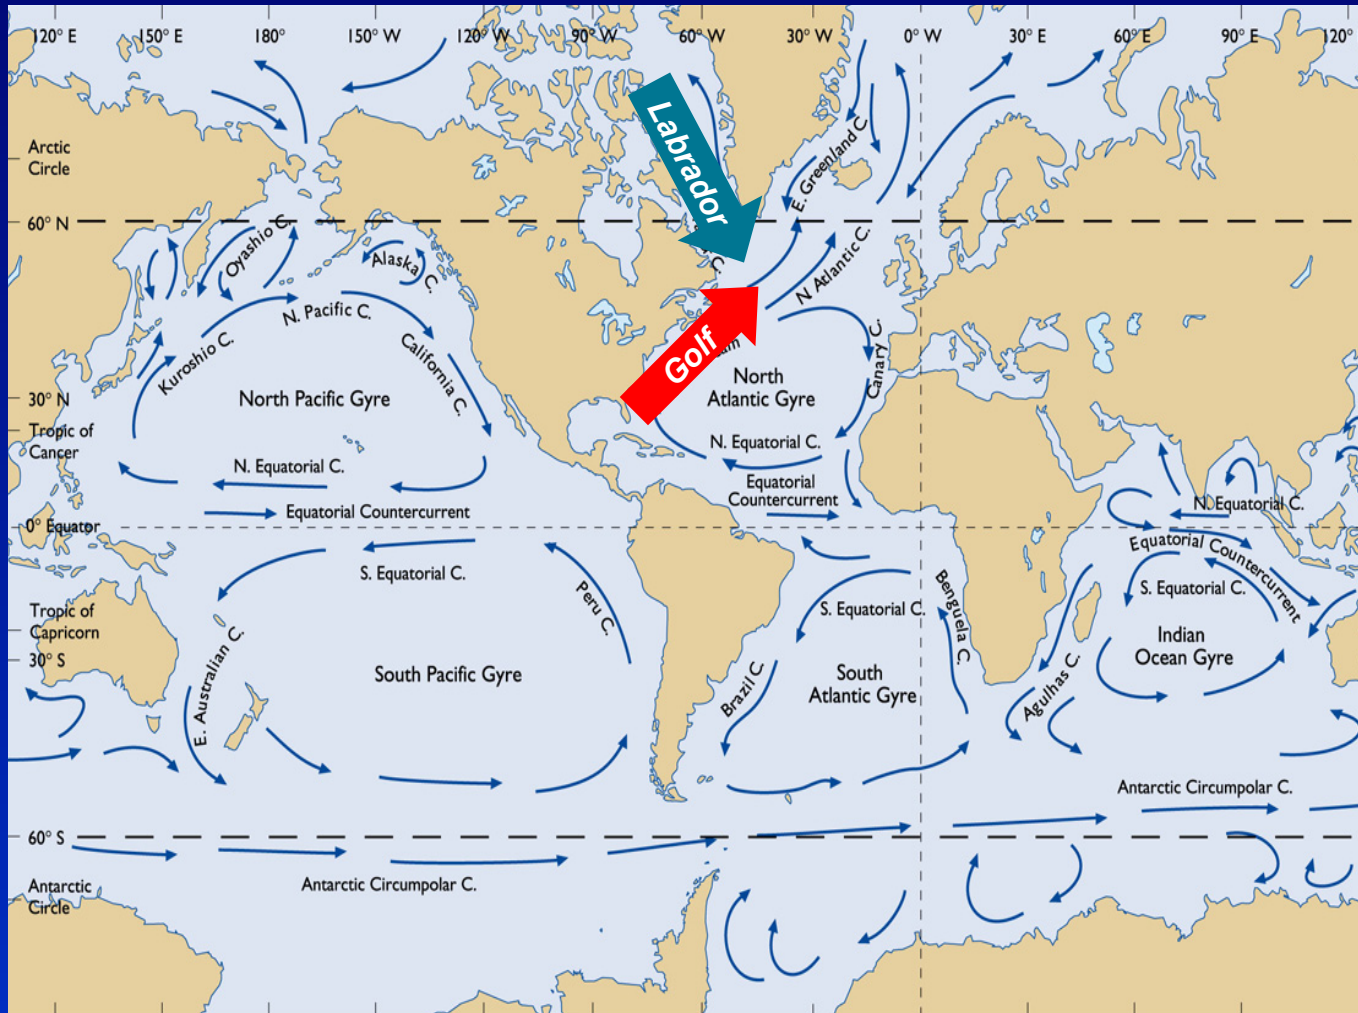 120° E 150° E 180° 150° W 120° W 90° W 60° W 30° W 0° W 30° E 60° E 90° E 120°
Arctic
Circle
60° N
Labrador
E. Greenland C.
Oyashio C.
Alaska C.
N. Pacific C.
N Atlantic C.
C.
Kuroshio C.
California C.
Golf
Canary C.
North Pacific Gyre
North
Atlantic Gyre
30° N
Tropic of
Cancer
N. Equatorial C.
N. Equatorial C.
Equatorial
Countercurrent
Equatorial Countercurrent
N. Equatorial C.
0° Equator
Equatorial Countercurrent
S. Equatorial C.
Peru C.
S. Equatorial C.
Benguela C.
S. Equatorial C.
Tropic of
Capricorn
30° S
E. Australian C.
South Pacific Gyre
Brazil C.
South
Atlantic Gyre
Agulhas C.
Indian
Ocean Gyre
Antarctic Circumpolar C.
60° S
Antarctic Circumpolar C.
Antarctic
Circle